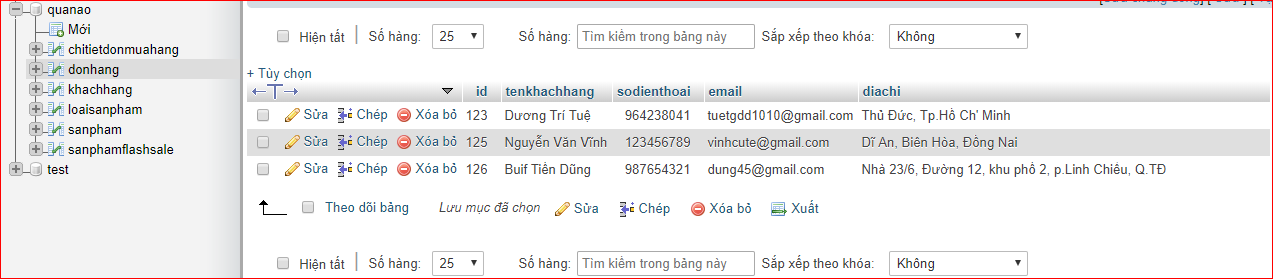 quanao
Mới
chitietdonmuahang
donhang
khachhang
loaisanpham
sanpham
sanphamflashsale
test
Hiện tất Số hàng: 25 Số hàng: Tìm kiếm trong bảng này Sắp xếp theo khóa: Không
+ Tùy chọn
id tenkhachhang sodienthoai email diachi
Sửa Chép Xóa bỏ 123 Dương Trí Tuệ 964238041 tuetgd1010@gmail.com Thủ Đức, Tp.Hồ Ch' Minh
Sửa Chép Xóa bỏ 125 Nguyễn Văn Vĩnh 123456789 vinhcute@gmail.com Dĩ An, Biên Hòa, Đồng Nai
Sửa Chép Xóa bỏ 126 Buif Tiến Dũng 987654321 dung45@gmail.com Nhà 23/6, Đường 12, khu phố 2, p.Linh Chiểu, Q.TĐ
Theo dõi bảng Lưu mục đã chọn Sửa Chép Xóa bỏ Xuất
Hiện tất Số hàng: 25 Số hàng: Tìm kiếm trong bảng này Sắp xếp theo khóa: Không